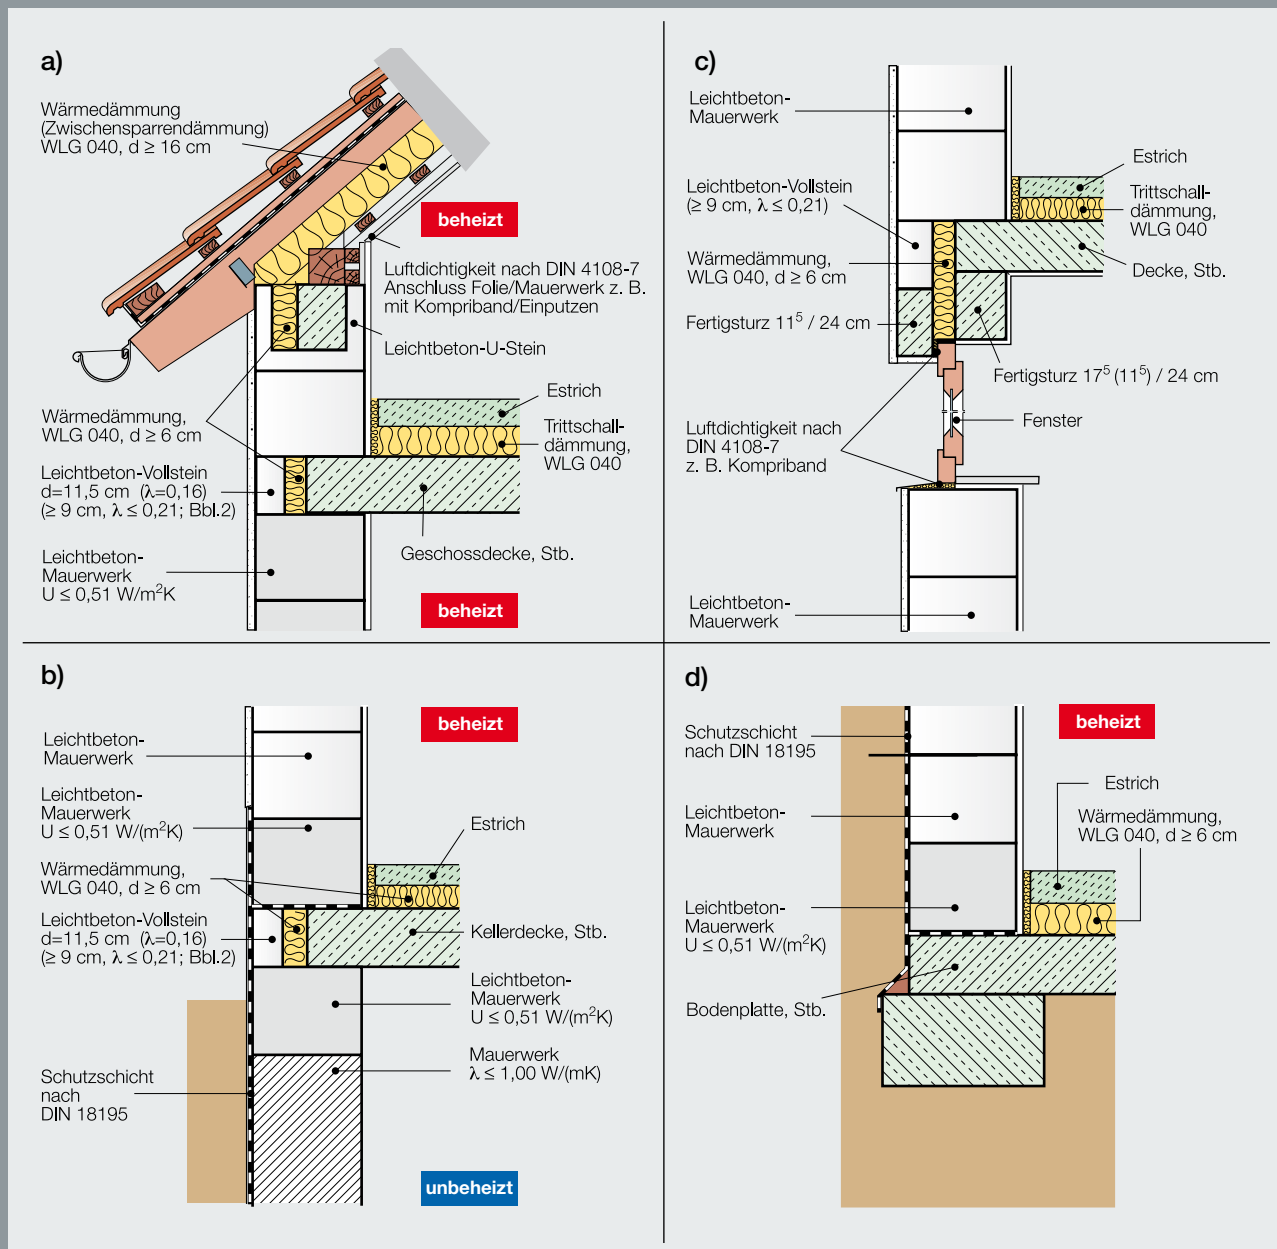 a)
Wärmedämmung
(Zwischensparrendämmung)
WLG 040, d ≥ 16 cm
beheizt
Luftdichtigkeit nach DIN 4108-7
Anschluss Folie/Mauerwerk z. B.
mit Kompriband/Einputzen
Leichtbeton-U-Stein
Wärmedämmung,
WLG 040, d ≥ 6 cm
Estrich
Trittschall-
dämmung,
WLG 040
Leichtbeton-Vollstein
d=11,5 cm (λ=0,16)
(≥ 9 cm, λ ≤ 0,21; Bbl.2)
Geschossdecke, Stb.
Leichtbeton-
Mauerwerk
U ≤ 0,51 W/m²K
beheizt
c)
Leichtbeton-
Mauerwerk
Estrich
Leichtbeton-Vollstein
(≥ 9 cm, λ ≤ 0,21)
Trittschall-
dämmung,
WLG 040
Wärmedämmung,
WLG 040, d ≥ 6 cm
Decke, Stb.
Fertigsturz 11⁵ / 24 cm
Fertigsturz 17⁵ (11⁵) / 24 cm
Fenster
Luftdichtigkeit nach
DIN 4108-7
z. B. Kompriband
Leichtbeton-
Mauerwerk
b)
beheizt
Leichtbeton-
Mauerwerk
Leichtbeton-
Mauerwerk
U ≤ 0,51 W/(m²K)
Estrich
Wärmedämmung,
WLG 040, d ≥ 6 cm
Leichtbeton-Vollstein
d=11,5 cm (λ=0,16)
(≥ 9 cm, λ ≤ 0,21; Bbl.2)
Kellerdecke, Stb.
Leichtbeton-
Mauerwerk
U ≤ 0,51 W/(m²K)
Mauerwerk
λ ≤ 1,00 W/(mK)
Schutzschicht
nach
DIN 18195
unbeheizt
d)
beheizt
Schutzschicht
nach DIN 18195
Estrich
Leichtbeton-
Mauerwerk
Wärmedämmung,
WLG 040, d ≥ 6 cm
Leichtbeton-
Mauerwerk
U ≤ 0,51 W/(m²K)
Bodenplatte, Stb.